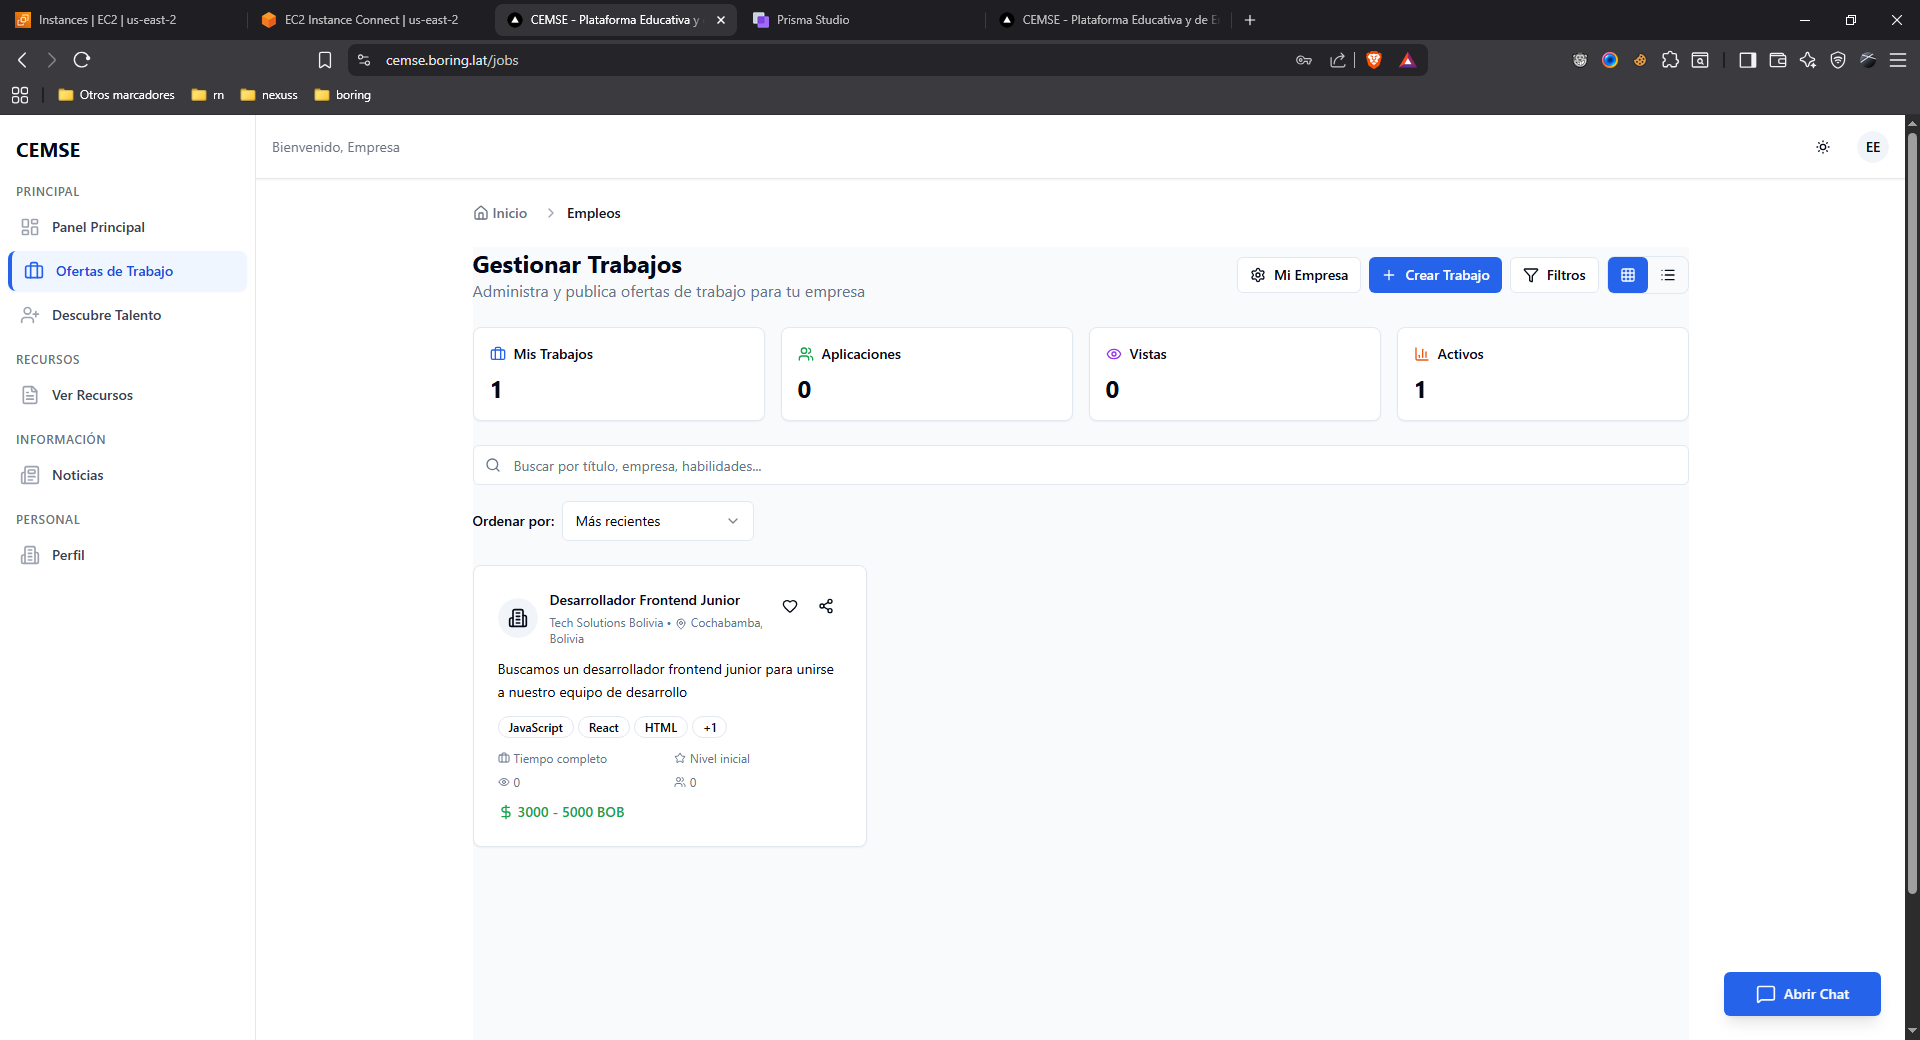 Instances | EC2 | us-east-2
EC2 Instance Connect | us-east-2
CEMSE - Plataforma Educativa y
Prisma Studio
CEMSE - Plataforma Educativa y de E
cemse.boring.lat/jobs
Otros marcadores
rn
nexuss
boring
CEMSE
Bienvenido, Empresa
EE
PRINCIPAL
Panel Principal
Ofertas de Trabajo
Descubre Talento
RECURSOS
Ver Recursos
INFORMACIÓN
Noticias
PERSONAL
Perfil
Inicio
Empleos
Gestionar Trabajos
Administra y publica ofertas de trabajo para tu empresa
Mi Empresa
Crear Trabajo
Filtros
Mis Trabajos
1
Aplicaciones
0
Vistas
0
Activos
1
Buscar por título, empresa, habilidades...
Ordenar por:
Más recientes
Desarrollador Frontend Junior
Tech Solutions Bolivia • Cochabamba,
Bolivia
Buscamos un desarrollador frontend junior para unirse
a nuestro equipo de desarrollo
JavaScript
React
HTML
+1
Tiempo completo
Nivel inicial
0
0
3000 - 5000 BOB
Abrir Chat